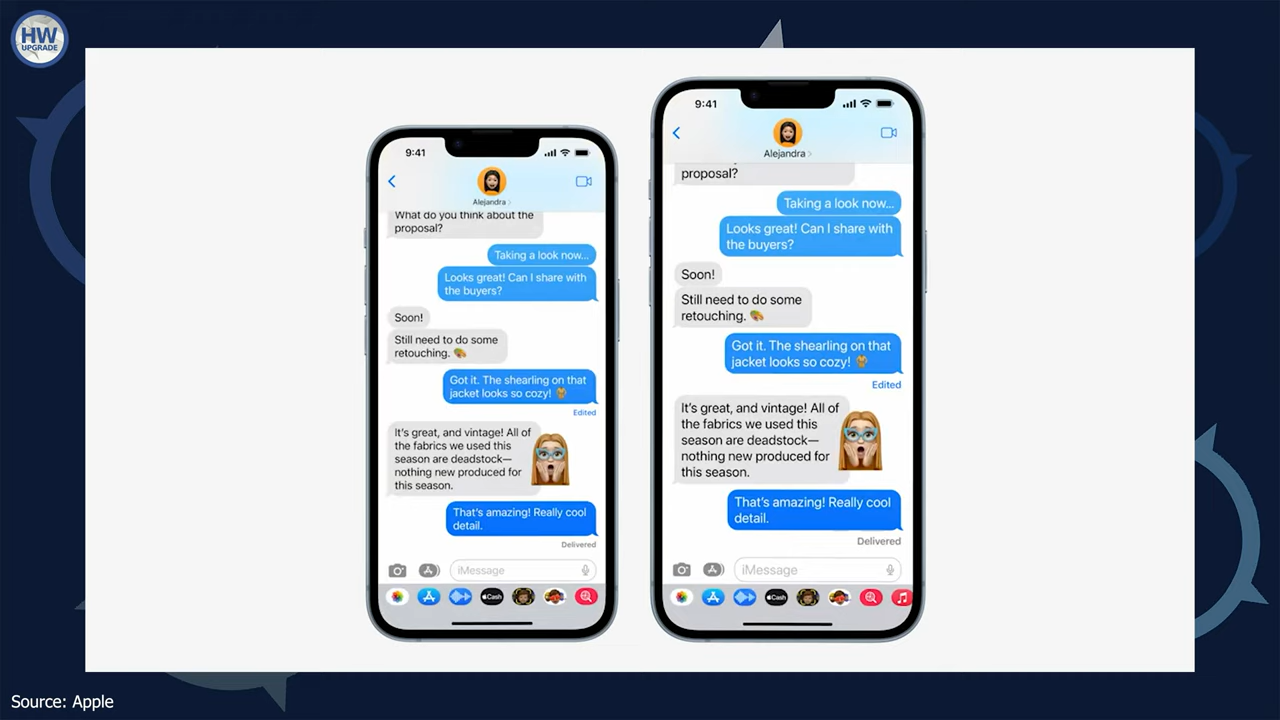 HW
UPGRADE
9:41
Alejandra
What do you think about the
proposal?
Taking a look now...
Looks great! Can I share with
the buyers?
Soon!
Still need to do some
retouching. 🎨
Got it. The shearling on that
jacket looks so cozy! 🧥
Edited
It's great, and vintage! All of
the fabrics we used this
season are deadstock—
nothing new produced for
this season.
That's amazing! Really cool
detail.
Delivered
iMessage
Cash
9:41
Alejandra
proposal?
Taking a look now...
Looks great! Can I share with
the buyers?
Soon!
Still need to do some
retouching. 🎨
Got it. The shearling on that
jacket looks so cozy! 🧥
Edited
It's great, and vintage! All of
the fabrics we used this
season are deadstock—
nothing new produced for
this season.
That's amazing! Really cool
detail.
Delivered
iMessage
Cash
Source: Apple